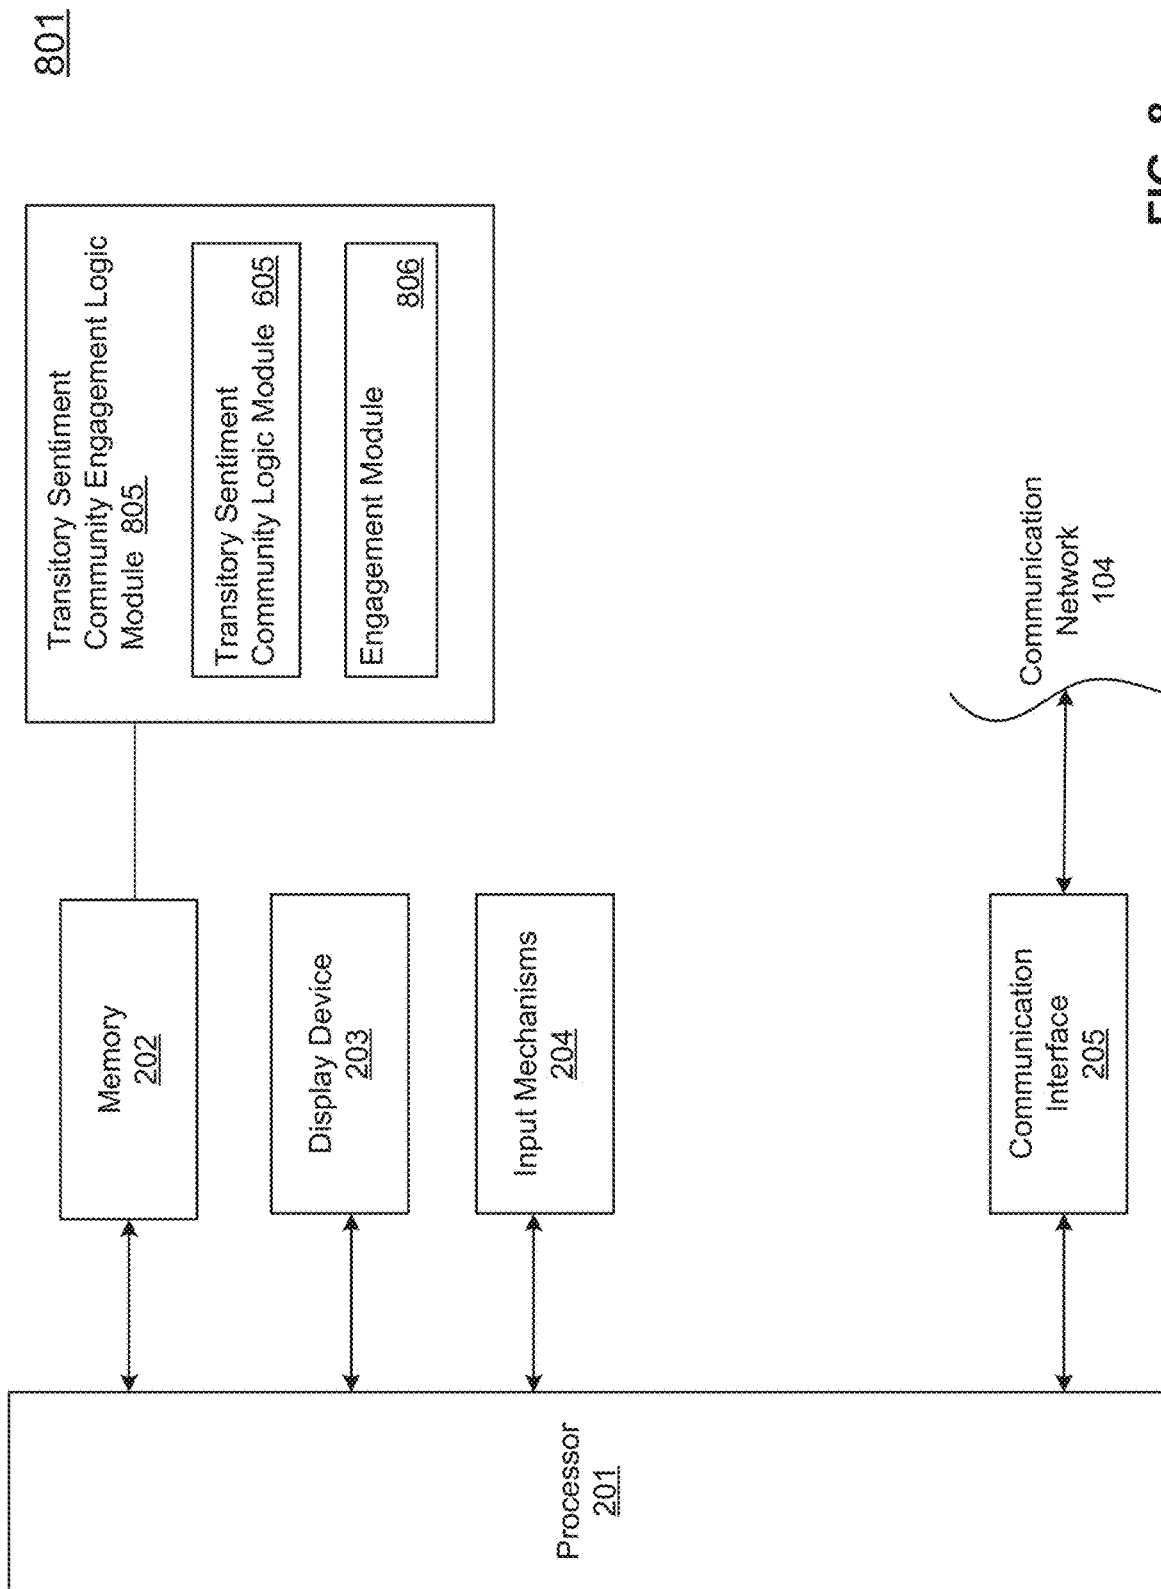 801
Transitory Sentiment
Community Engagement Logic
Module 805
Transitory Sentiment
Community Logic Module 605
Engagement Module
806
Memory
202
Display Device
203
Input Mechanisms
204
Communication
Interface
205
Communication
Network
104
Processor
201